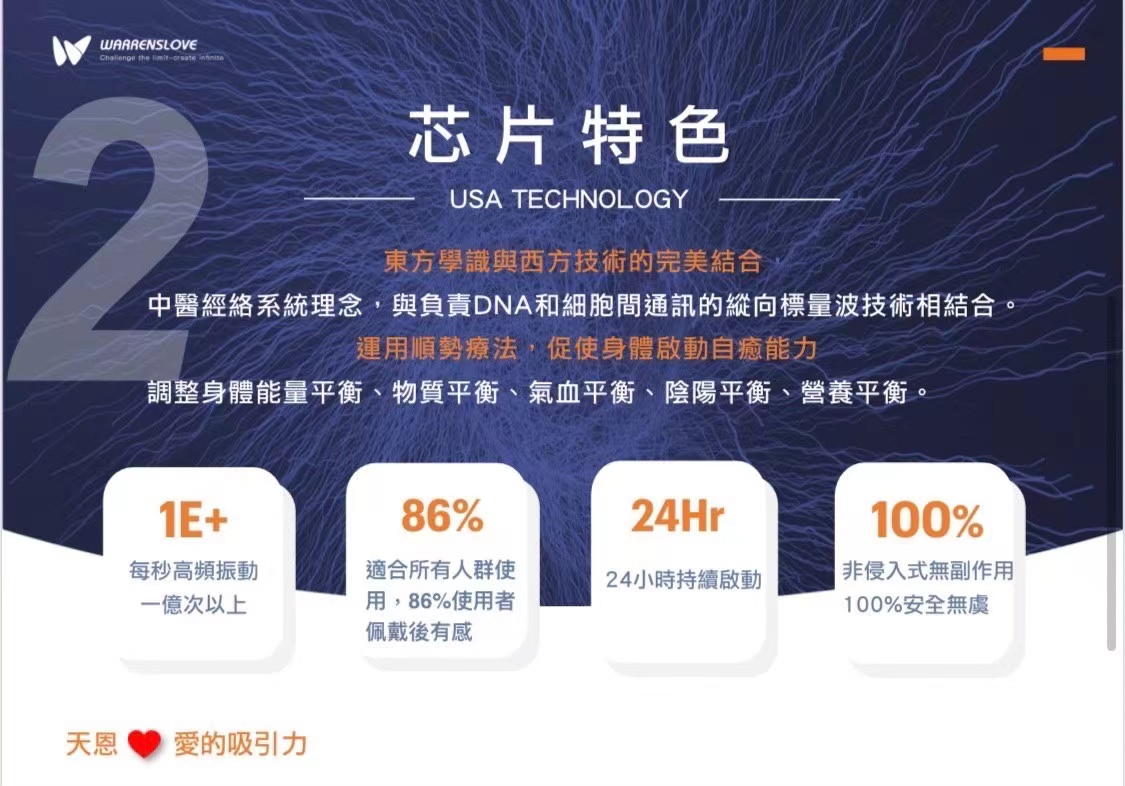 WARRENSLOVE
Challenge the limit-create infinite
2
芯片特色
USA TECHNOLOGY
東方學識與西方技術的完美結合，
中醫經絡系統理念，與負責DNA和細胞間通訊的縱向標量波技術相結合。
運用順勢療法，促使身體啟動自癒能力
調整身體能量平衡、物質平衡、氣血平衡、陰陽平衡、營養平衡。
1E+
每秒高頻振動
一億次以上
86%
適合所有人群使
用，86%使用者
佩戴後有感
24Hr
24小時持續啟動
100%
非侵入式無副作用
100%安全無虞
天恩❤愛的吸引力